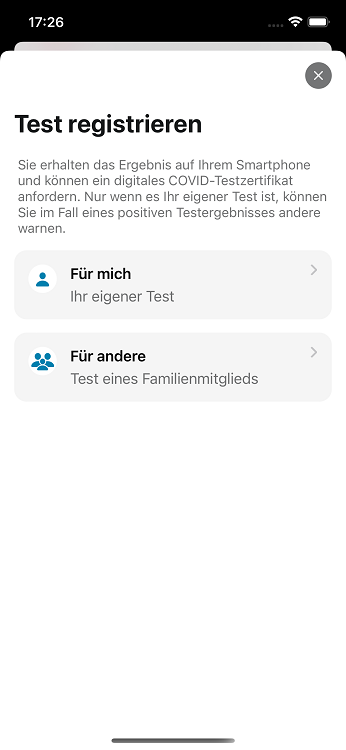 17:26
Test registrieren
Sie erhalten das Ergebnis auf Ihrem Smartphone
und können ein digitales COVID-Testzertifikat
anfordern. Nur wenn es Ihr eigener Test ist, können
Sie im Fall eines positiven Testergebnisses andere
warnen.
Für mich
Ihr eigener Test
Für andere
Test eines Familienmitglieds